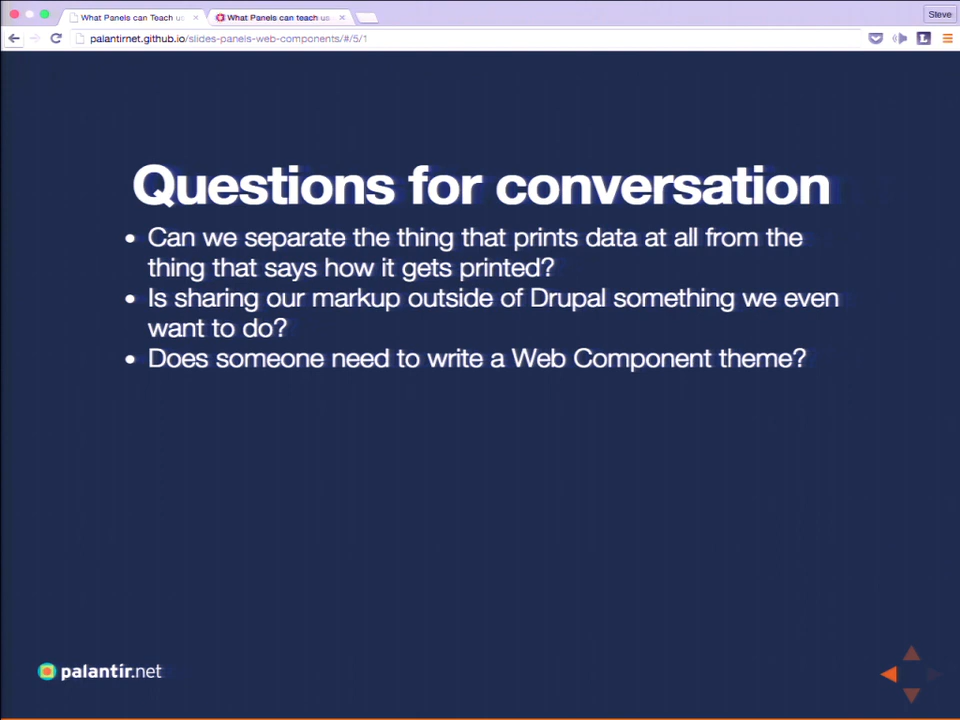 What Panels can Teach us
What Panels can teach us
Steve
palantirnet.github.io/slides-panels-web-components/#/5/1
L
Questions for conversation
• Can we separate the thing that prints data at all from the
thing that says how it gets printed?
• Is sharing our markup outside of Drupal something we even
want to do?
• Does someone need to write a Web Component theme?
palantir.net